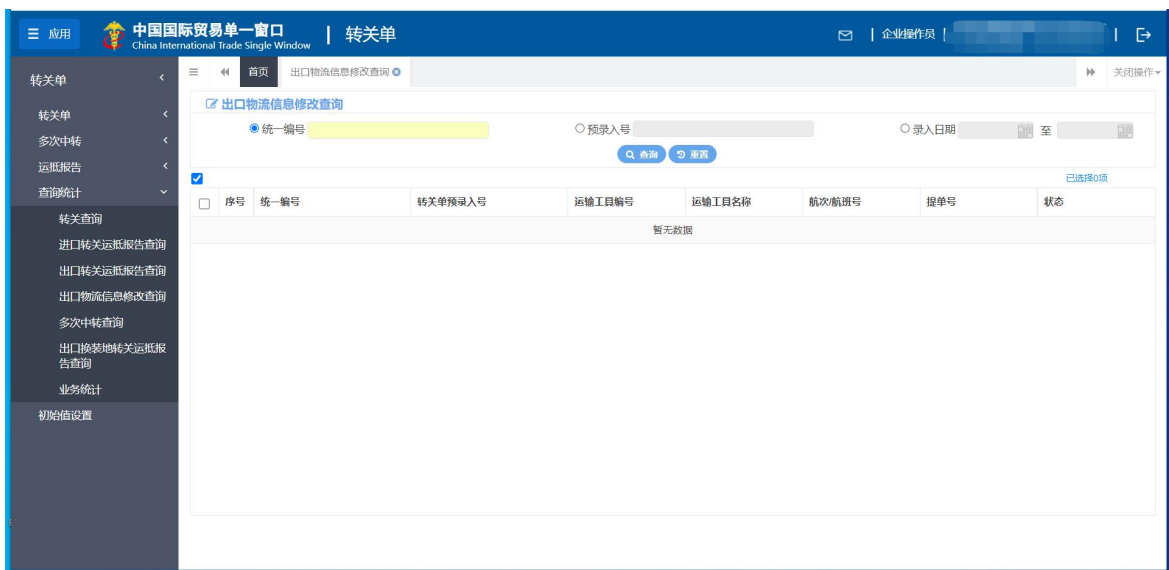 应用
中国国际贸易单一窗口
China International Trade Single Window
转关单
企业操作员
转关单
首页
出口物流信息修改查询
关闭操作
转关单
多次中转
运抵报告
查询统计
转关查询
进口转关运抵报告查询
出口转关运抵报告查询
出口物流信息修改查询
多次中转查询
出口换装地转关运抵报
告查询
业务统计
初始值设置
出口物流信息修改查询
统一编号
预录入号
录入日期
至
查询
重置
已选择0项
序号 统一编号 转关单预录入号 运输工具编号 运输工具名称 航次/航班号 提单号 状态
暂无数据